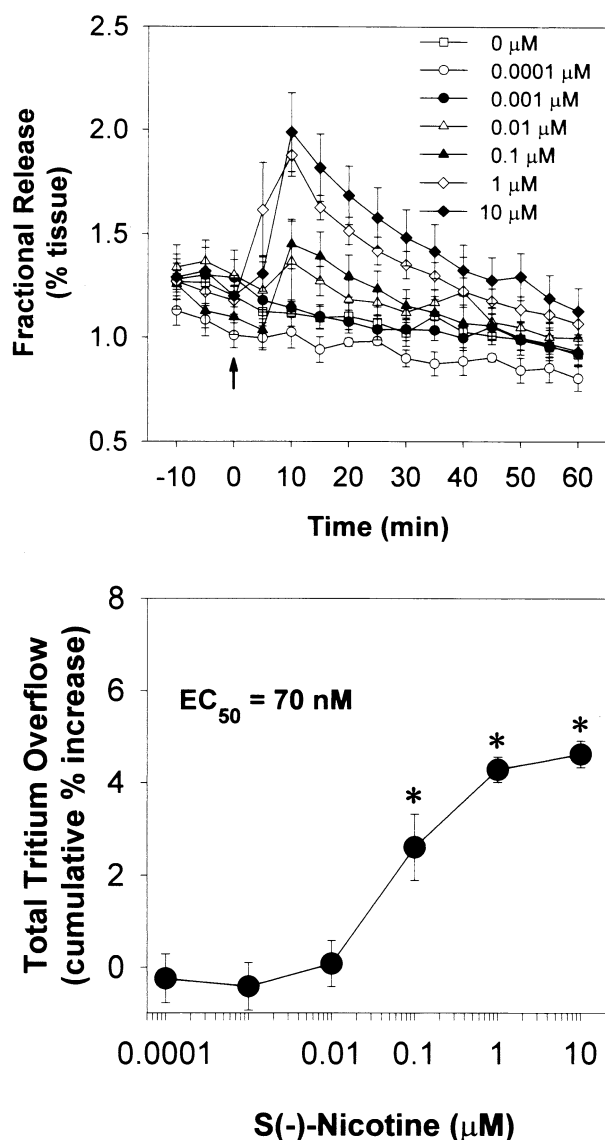 2.5
2.0
1.5
1.0
0.5
Fractional Release
(% tissue)
0 µM
0.0001 µM
0.001 µM
0.01 µM
0.1 µM
1 µM
10 µM
-10 0 10 20 30 40 50 60
Time (min)
8
6
4
2
0
Total Tritium Overflow
(cumulative % increase)
EC50 = 70 nM
*
*
*
0.0001 0.01 0.1 1 10
S(-)-Nicotine (µM)